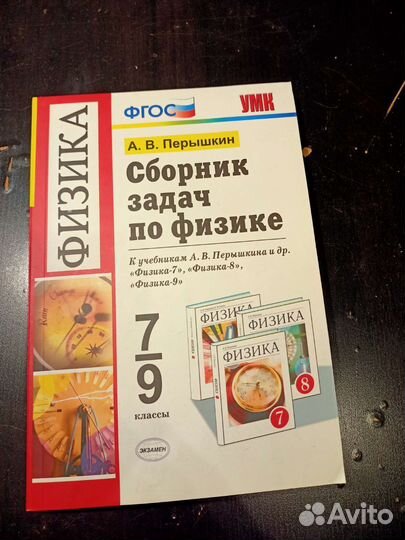 ФИЗИКА
ФГОС
УМК
А. В. Перышкин
Сборник
задач
по физике
К учебникам А. В. Перышкина и др.
«Физика-7», «Физика-8»,
«Физика-9»
7
9
классы
ФИЗИКА
ФИЗИКА
8
ФИЗИКА
7
ЭКЗАМЕН
Avito